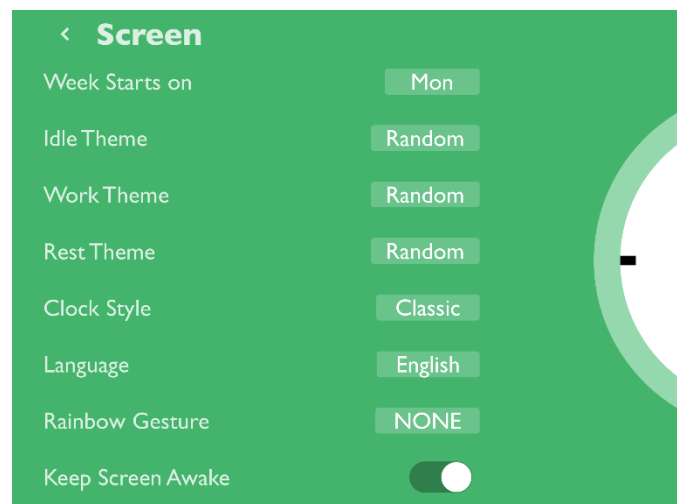 Screen
Week Starts on Mon
Idle Theme Random
Work Theme Random
Rest Theme Random
Clock Style Classic
Language English
Rainbow Gesture NONE
Keep Screen Awake